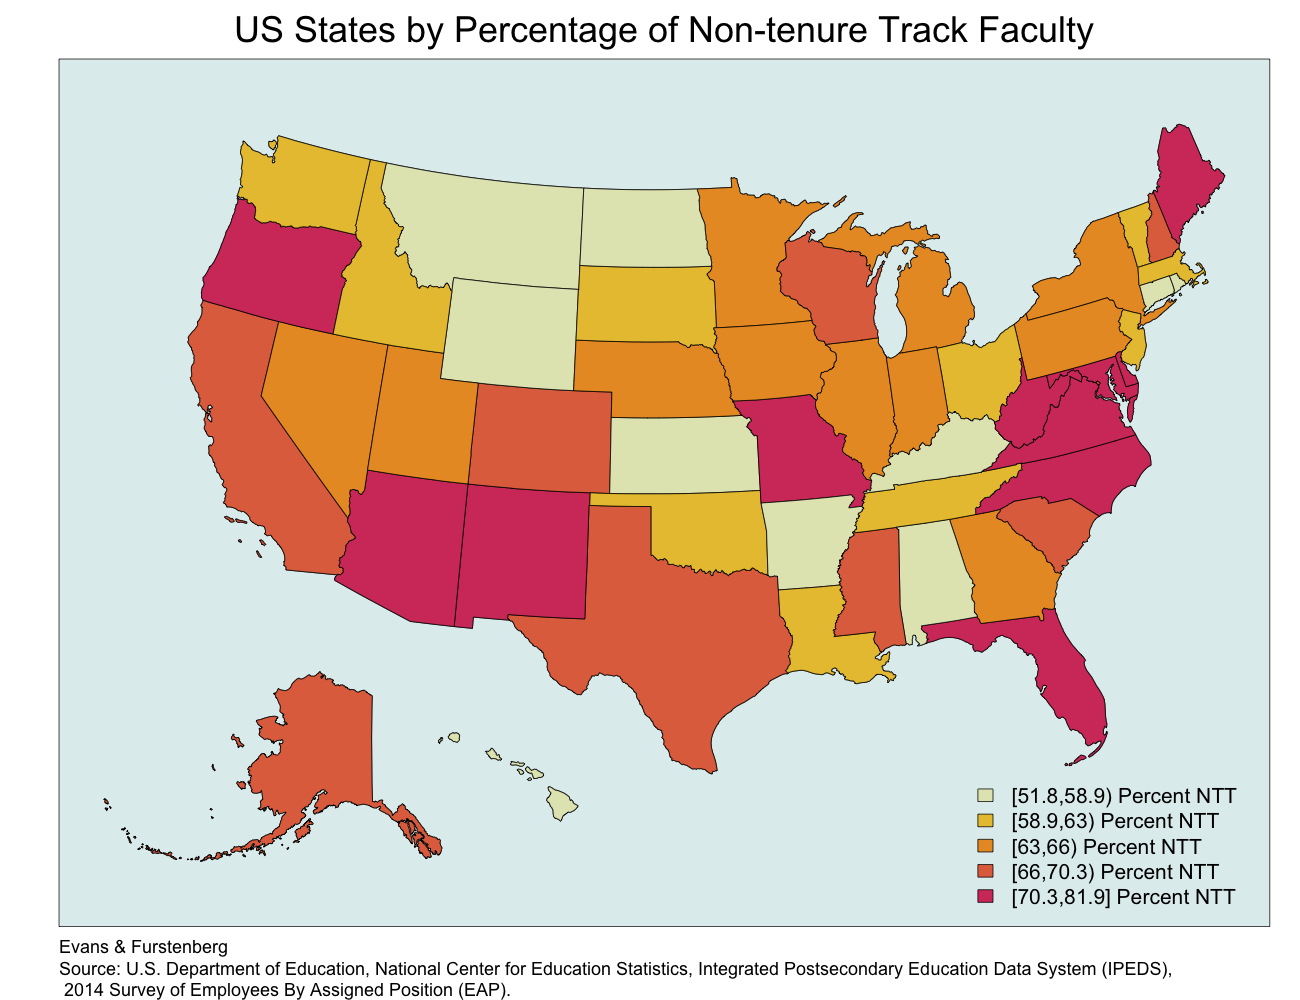 US States by Percentage of Non-tenure Track Faculty
[51.8,58.9) Percent NTT
[58.9,63) Percent NTT
[63,66) Percent NTT
[66,70.3) Percent NTT
[70.3,81.9] Percent NTT
Evans & Furstenberg
Source: U.S. Department of Education, National Center for Education Statistics, Integrated Postsecondary Education Data System (IPEDS),
2014 Survey of Employees By Assigned Position (EAP).